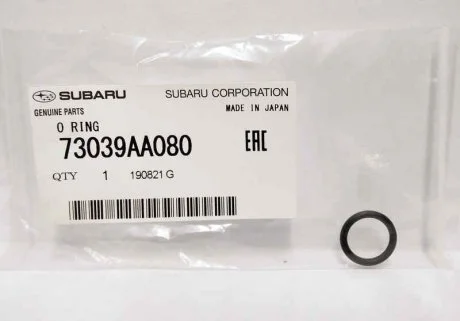 SUBARU SUBARU CORPORATION
GENUINE PARTS MADE IN JAPAN
O RING
73039AA080 EAC
QTY 1 190821 G